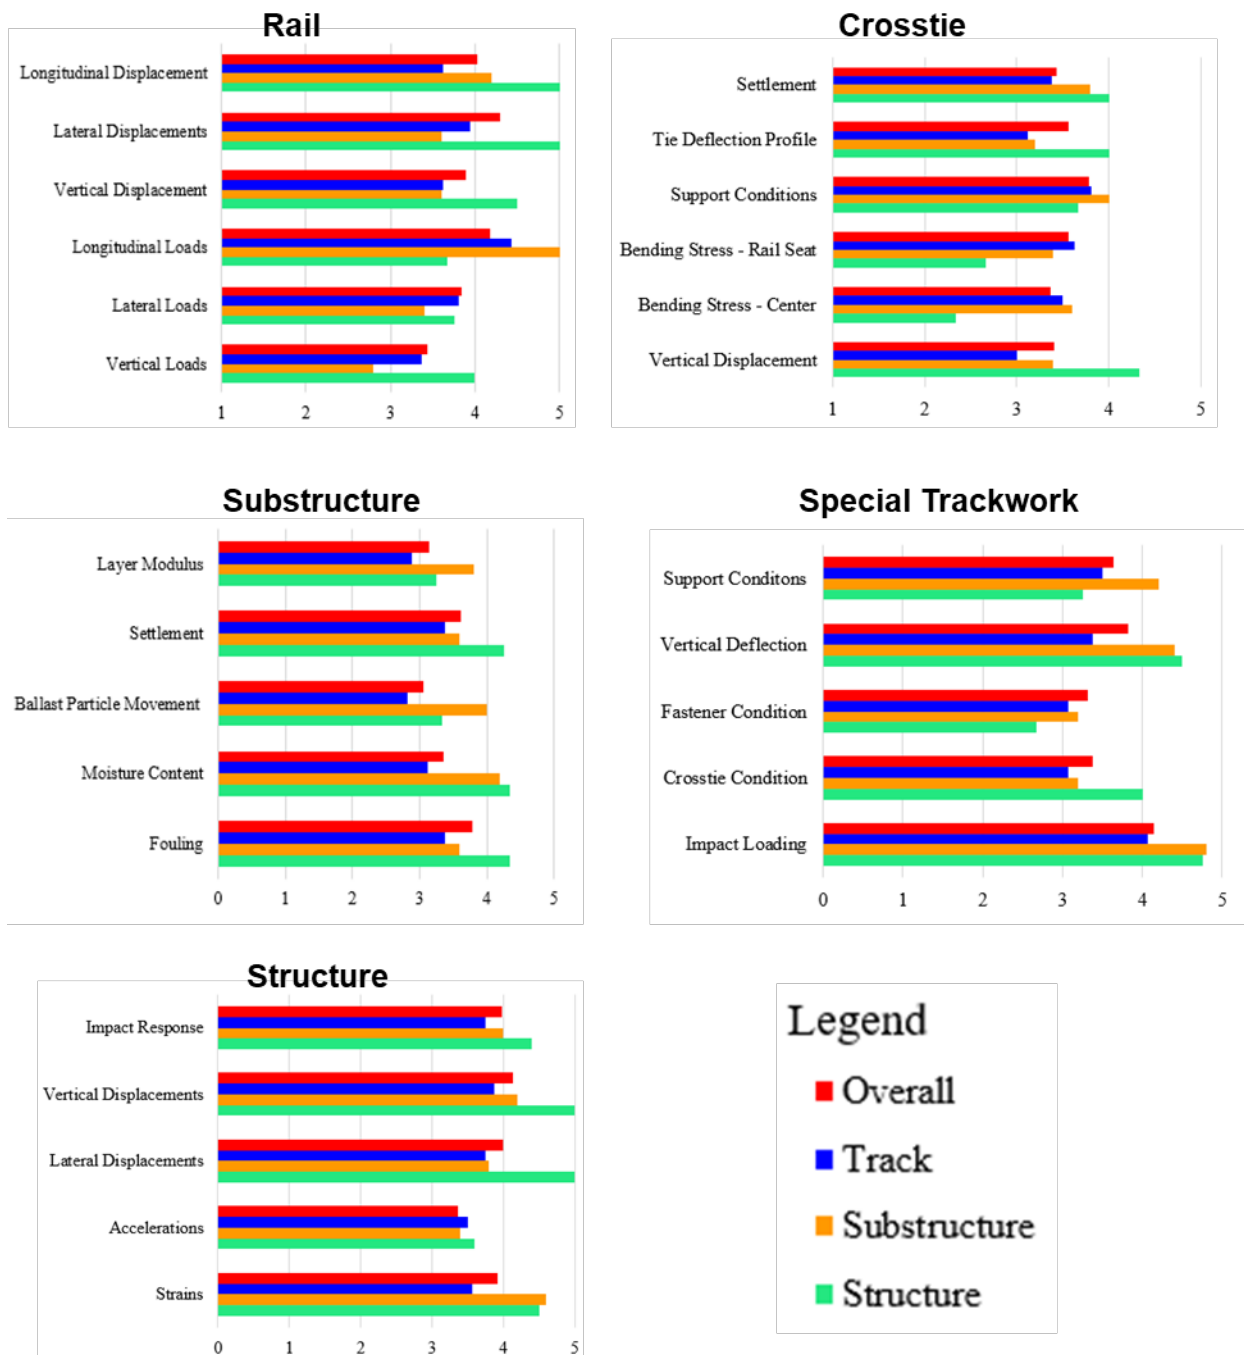 Rail
Longitudinal Displacement
Lateral Displacements
Vertical Displacement
Longitudinal Loads
Lateral Loads
Vertical Loads
1 2 3 4 5
Crosstie
Settlement
Tie Deflection Profile
Support Conditions
Bending Stress - Rail Seat
Bending Stress - Center
Vertical Displacement
1 2 3 4 5
Substructure
Layer Modulus
Settlement
Ballast Particle Movement
Moisture Content
Fouling
0 1 2 3 4 5
Special Trackwork
Support Conditons
Vertical Deflection
Fastener Condition
Crosstie Condition
Impact Loading
0 1 2 3 4 5
Structure
Impact Response
Vertical Displacements
Lateral Displacements
Accelerations
Strains
0 1 2 3 4 5
Legend
Overall
Track
Substructure
Structure